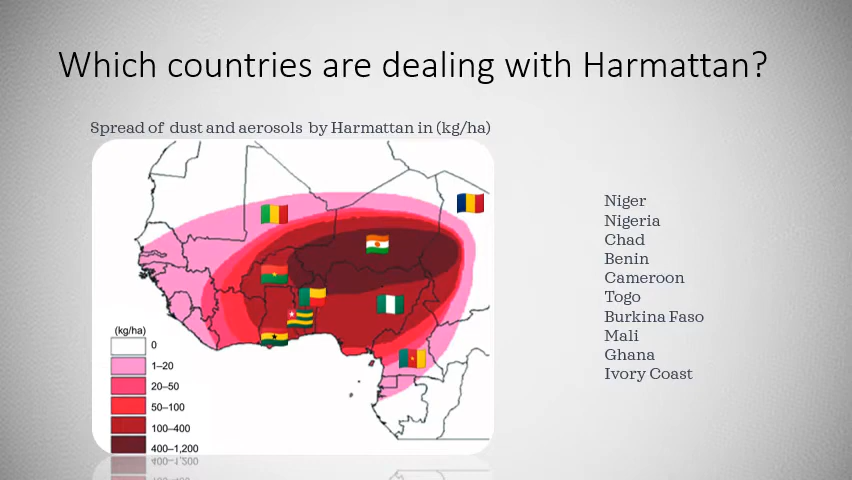 Which countries are dealing with Harmattan?
Spread of dust and aerosols by Harmattan in (kg/ha)
Niger
Nigeria
Chad
Benin
Cameroon
Togo
Burkina Faso
Mali
Ghana
Ivory Coast
(kg/ha)
0
1–20
20–50
50–100
100–400
400–1,200